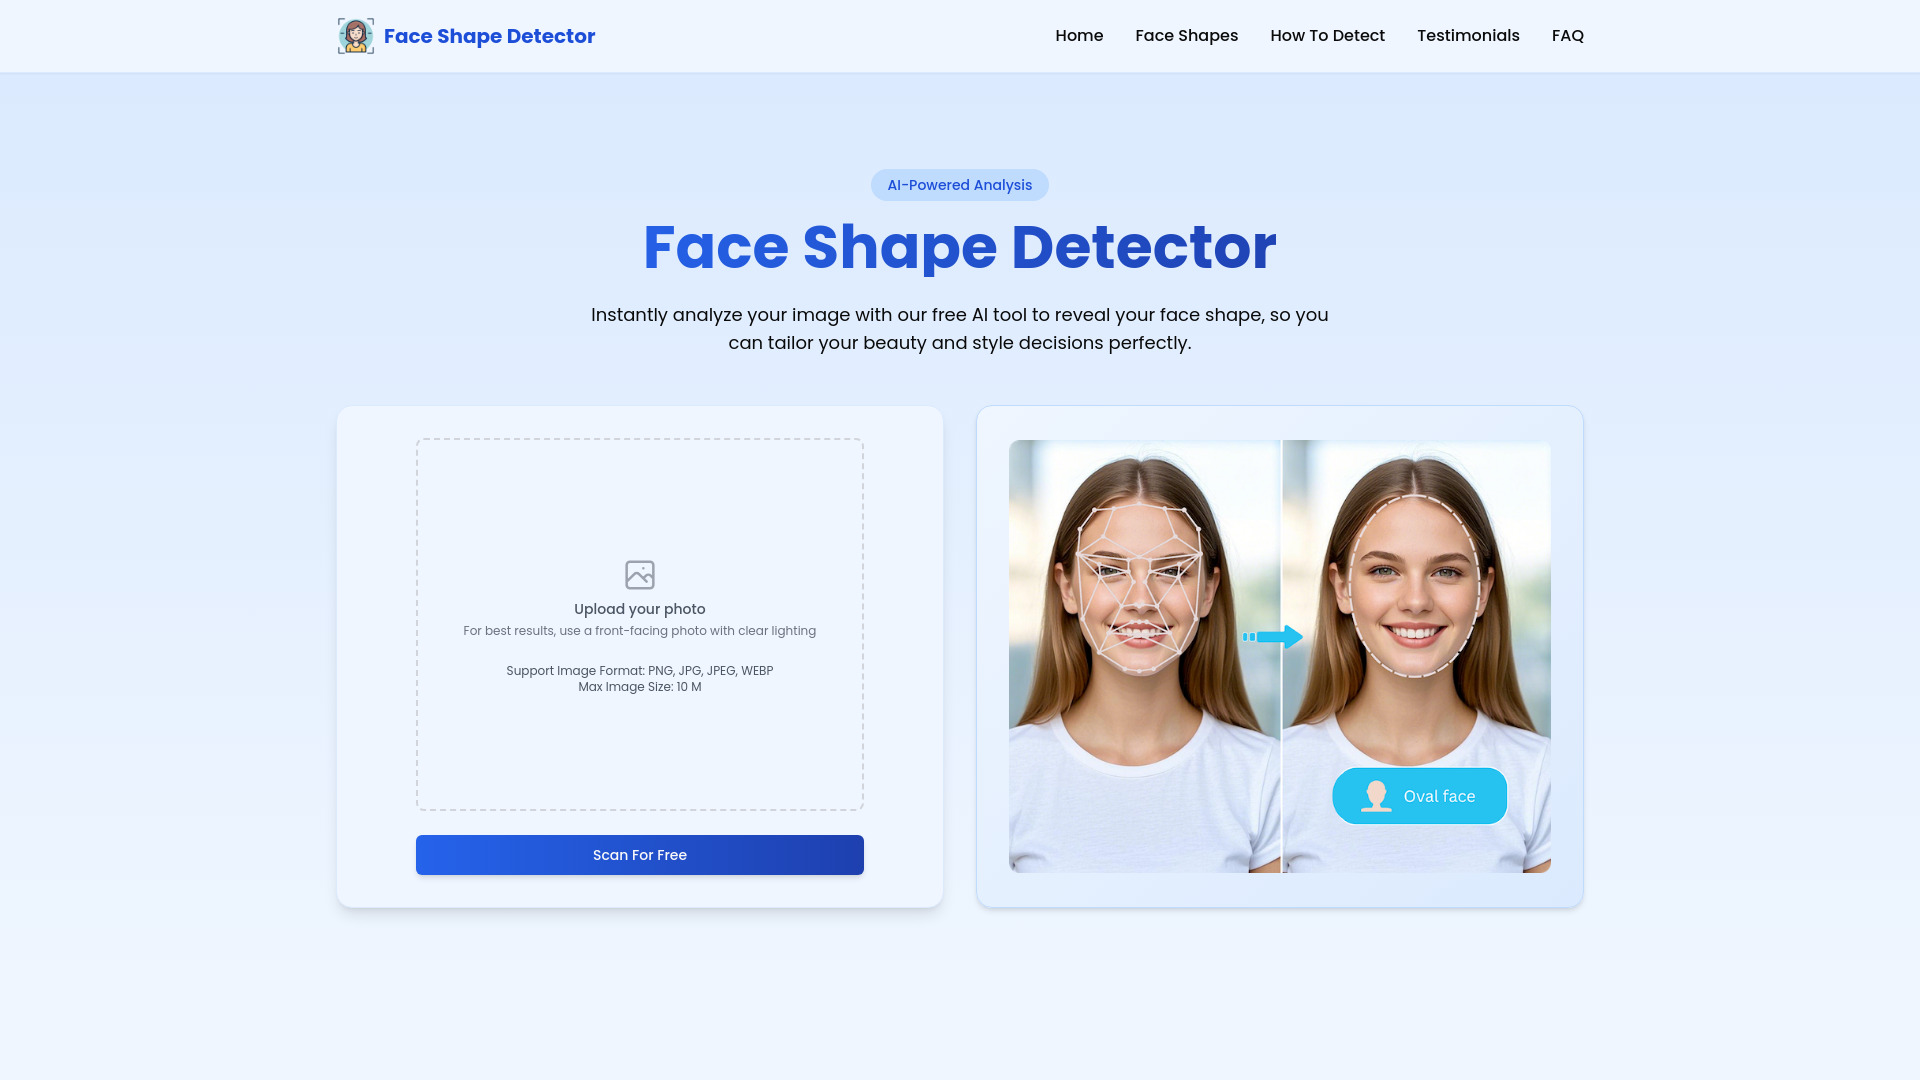 Face Shape Detector
Home
Face Shapes
How To Detect
Testimonials
FAQ
AI-Powered Analysis
Face Shape Detector
Instantly analyze your image with our free AI tool to reveal your face shape, so you
can tailor your beauty and style decisions perfectly.
Upload your photo
For best results, use a front-facing photo with clear lighting
Support Image Format: PNG, JPG, JPEG, WEBP
Max Image Size: 10 M
Scan For Free
Oval face